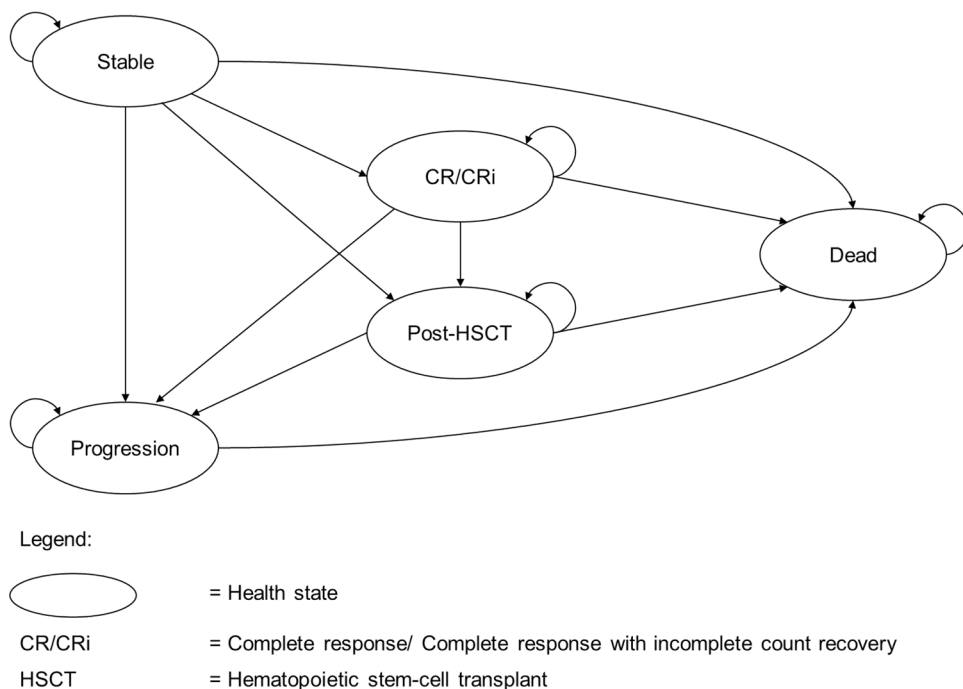 Stable
CR/CRi
Dead
Post-HSCT
Progression
Legend:
= Health state
CR/CRi = Complete response/ Complete response with incomplete count recovery
HSCT = Hematopoietic stem-cell transplant